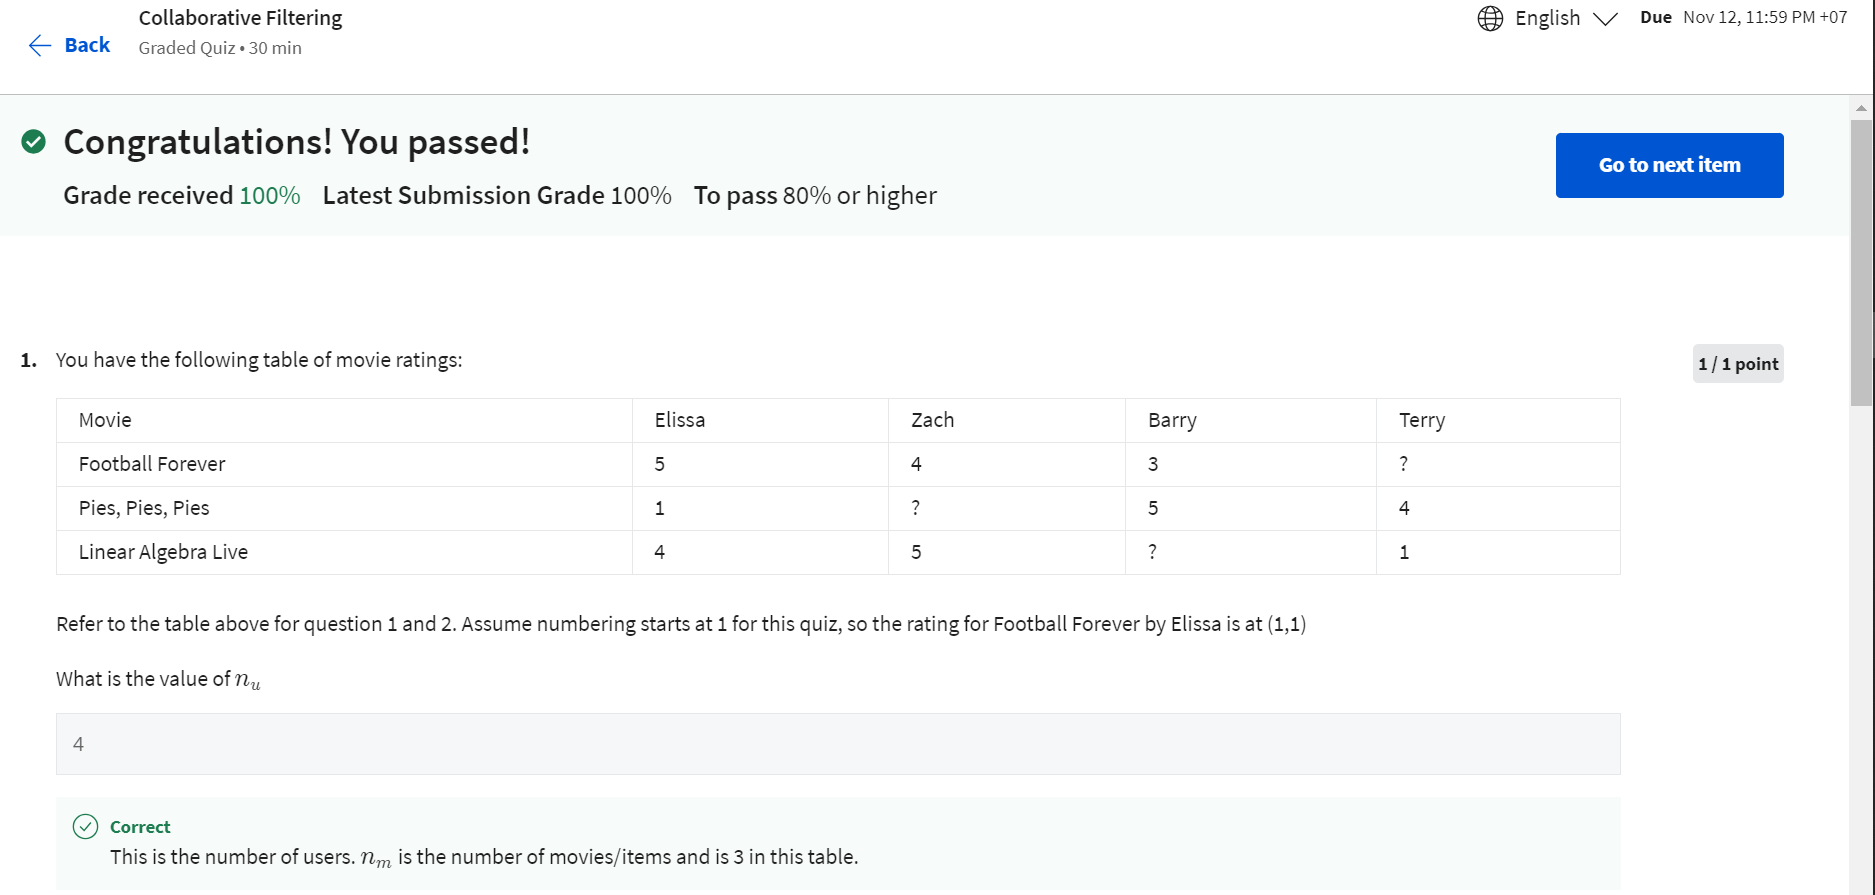 Back
Collaborative Filtering
Graded Quiz • 30 min
English
Due Nov 12, 11:59 PM +07
Congratulations! You passed!
Grade received 100% Latest Submission Grade 100% To pass 80% or higher
Go to next item
1. You have the following table of movie ratings:
1 / 1 point
Movie Elissa Zach Barry Terry
Football Forever 5 4 3 ?
Pies, Pies, Pies 1 ? 5 4
Linear Algebra Live 4 5 ? 1
Refer to the table above for question 1 and 2. Assume numbering starts at 1 for this quiz, so the rating for Football Forever by Elissa is at (1,1)
What is the value of n_u
4
Correct
This is the number of users. n_m is the number of movies/items and is 3 in this table.